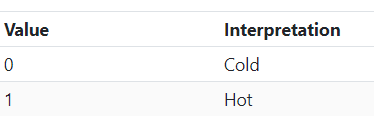 Value Interpretation
0 Cold
1 Hot